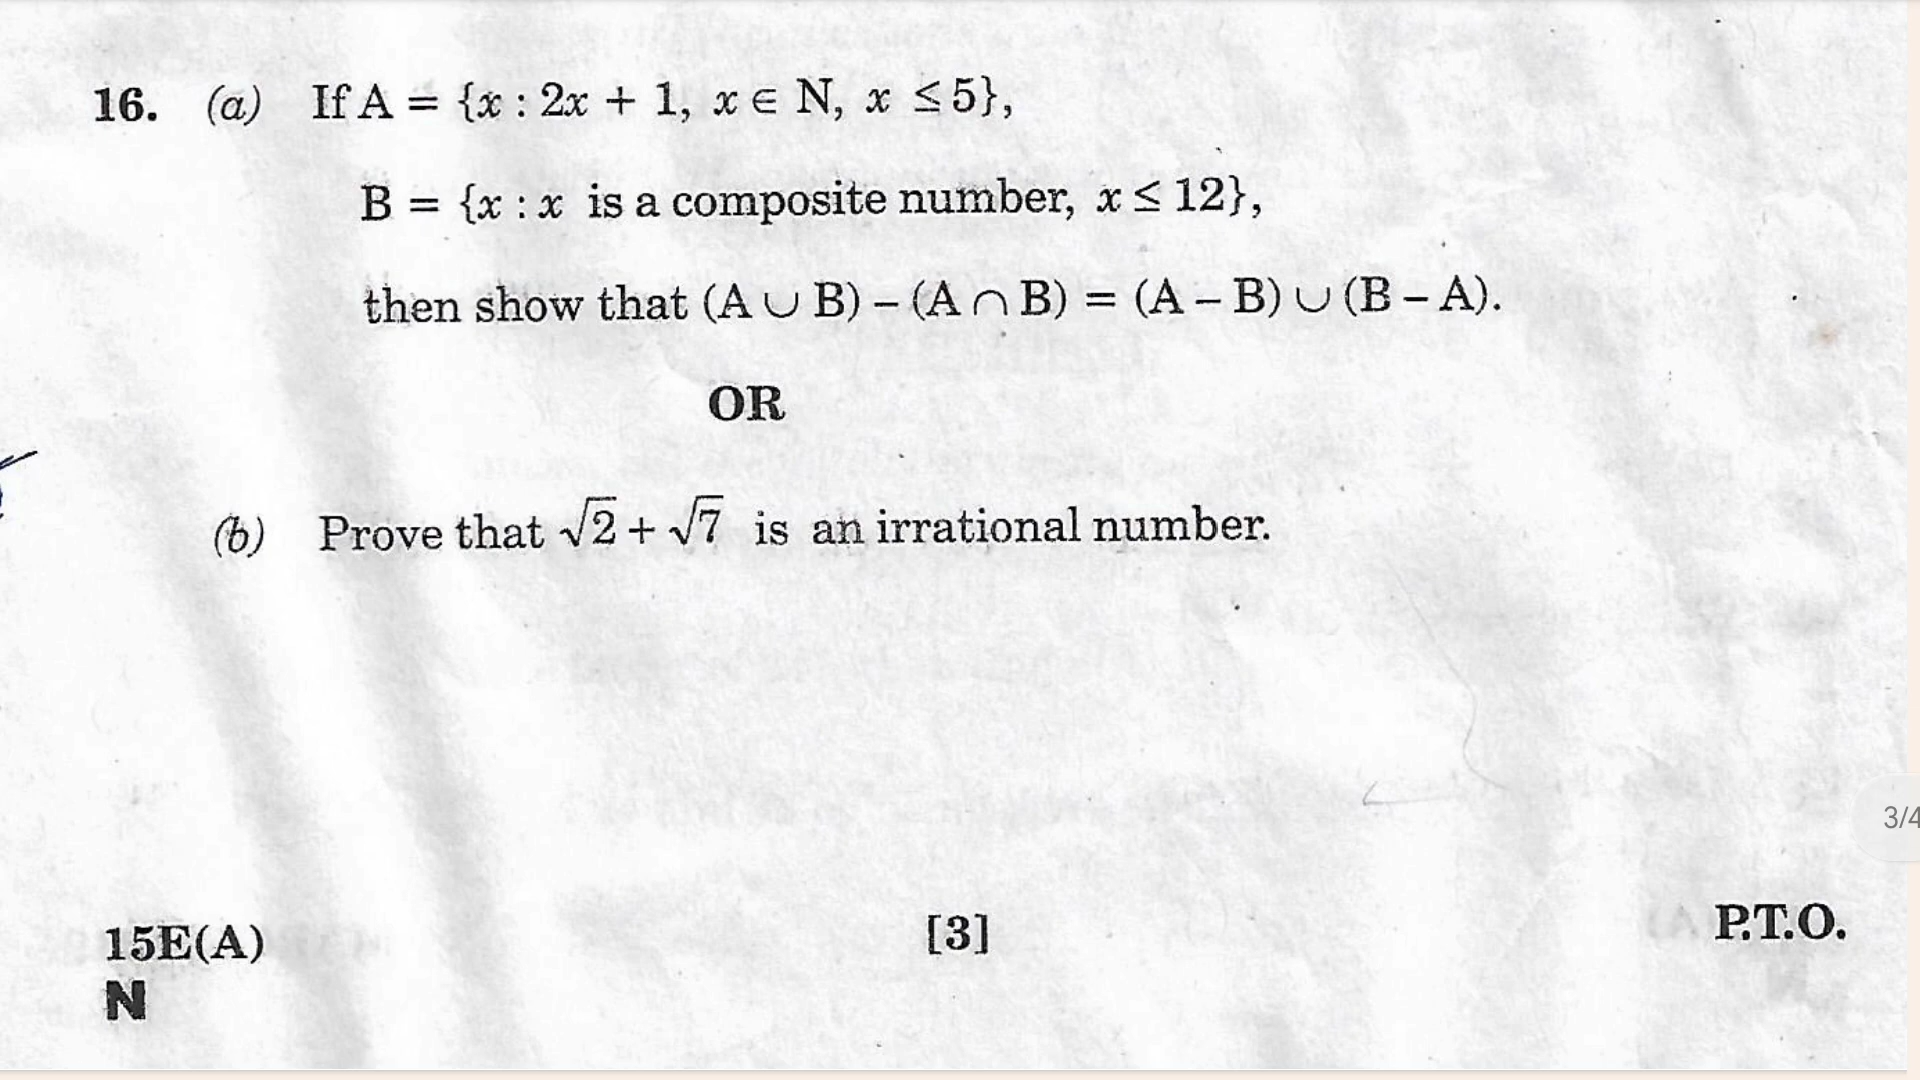 16. (a) If A = {x : 2x + 1, x ∈ N, x ≤ 5},
B = {x : x is a composite number, x ≤ 12},
then show that (A ∪ B) – (A ∩ B) = (A – B) ∪ (B – A).
OR
(b) Prove that √2 + √7 is an irrational number.
3/4
15E(A) [3] P.T.O.
N